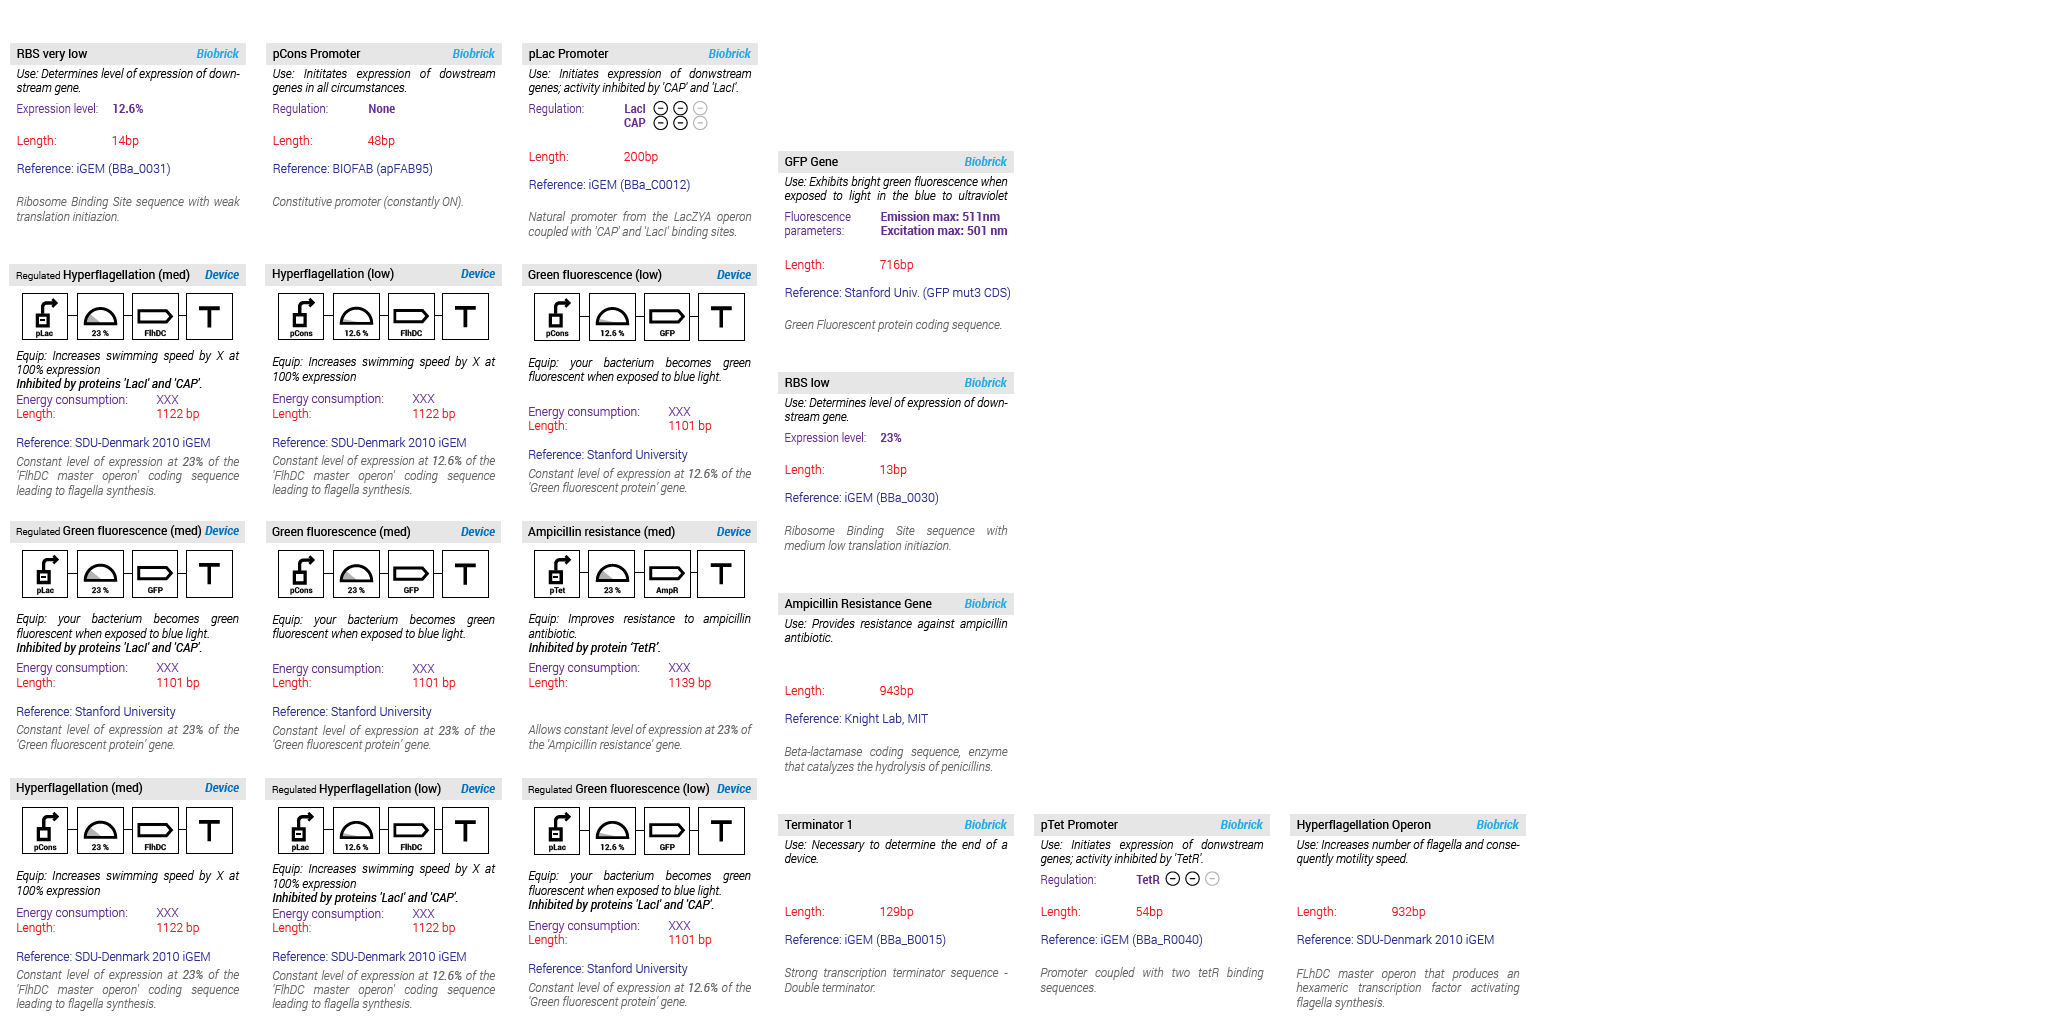 RBS very low Biobrick
Use: Determines level of expression of down-
stream gene.
Expression level: 12.6%
Length: 14bp
Reference: iGEM (BBa_0031)
Ribosome Binding Site sequence with weak
translation initiazion.
pCons Promoter Biobrick
Use: Inititates expression of dowstream
genes in all circumstances.
Regulation: None
Length: 48bp
Reference: BIOFAB (apFAB95)
Constitutive promoter (constantly ON).
pLac Promoter Biobrick
Use: Initiates expression of donwstream
genes; activity inhibited by 'CAP' and 'LacI'.
Regulation: LacI
CAP
Length: 200bp
Reference: iGEM (BBa_C0012)
Natural promoter from the LacZYA operon
coupled with 'CAP' and 'LacI' binding sites.
GFP Gene Biobrick
Use: Exhibits bright green fluorescence when
exposed to light in the blue to ultraviolet
Fluorescence Emission max: 511nm
parameters: Excitation max: 501 nm
Length: 716bp
Reference: Stanford Univ. (GFP mut3 CDS)
Green Fluorescent protein coding sequence.
Regulated Hyperflagellation (med) Device
pLac 23 % FlhDC T
Equip: Increases swimming speed by X at
100% expression
Inhibited by proteins 'LacI' and 'CAP'.
Energy consumption: XXX
Length: 1122 bp
Reference: SDU-Denmark 2010 iGEM
Constant level of expression at 23% of the
'FlhDC master operon' coding sequence
leading to flagella synthesis.
Hyperflagellation (low) Device
pCons 12.6 % FlhDC T
Equip: Increases swimming speed by X at
100% expression
Energy consumption: XXX
Length: 1122 bp
Reference: SDU-Denmark 2010 iGEM
Constant level of expression at 12.6% of the
'FlhDC master operon' coding sequence
leading to flagella synthesis.
Green fluorescence (low) Device
pCons 12.6 % GFP T
Equip: your bacterium becomes green
fluorescent when exposed to blue light.
Energy consumption: XXX
Length: 1101 bp
Reference: Stanford University
Constant level of expression at 12.6% of the
'Green fluorescent protein' gene.
RBS low Biobrick
Use: Determines level of expression of down-
stream gene.
Expression level: 23%
Length: 13bp
Reference: iGEM (BBa_0030)
Ribosome Binding Site sequence with
medium low translation initiazion.
Regulated Green fluorescence (med) Device
pLac 23 % GFP T
Equip: your bacterium becomes green
fluorescent when exposed to blue light.
Inhibited by proteins 'LacI' and 'CAP'.
Energy consumption: XXX
Length: 1101 bp
Reference: Stanford University
Constant level of expression at 23% of the
'Green fluorescent protein' gene.
Green fluorescence (med) Device
pCons 23 % GFP T
Equip: your bacterium becomes green
fluorescent when exposed to blue light.
Energy consumption: XXX
Length: 1101 bp
Reference: Stanford University
Constant level of expression at 23% of the
'Green fluorescent protein' gene.
Ampicillin resistance (med) Device
pTet 23 % AmpR T
Equip: Improves resistance to ampicillin
antibiotic.
Inhibited by protein 'TetR'.
Energy consumption: XXX
Length: 1139 bp
Allows constant level of expression at 23% of
the 'Ampicillin resistance' gene.
Ampicillin Resistance Gene Biobrick
Use: Provides resistance against ampicillin
antibiotic.
Length: 943bp
Reference: Knight Lab, MIT
Beta-lactamase coding sequence, enzyme
that catalyzes the hydrolysis of penicillins.
Hyperflagellation (med) Device
pCons 23 % FlhDC T
Equip: Increases swimming speed by X at
100% expression
Energy consumption: XXX
Length: 1122 bp
Reference: SDU-Denmark 2010 iGEM
Constant level of expression at 23% of the
'FlhDC master operon' coding sequence
leading to flagella synthesis.
Regulated Hyperflagellation (low) Device
pLac 12.6 % FlhDC T
Equip: Increases swimming speed by X at
100% expression
Inhibited by proteins 'LacI' and 'CAP'.
Energy consumption: XXX
Length: 1122 bp
Reference: SDU-Denmark 2010 iGEM
Constant level of expression at 12.6% of the
'FlhDC master operon' coding sequence
leading to flagella synthesis.
Regulated Green fluorescence (low) Device
pLac 12.6 % GFP T
Equip: your bacterium becomes green
fluorescent when exposed to blue light.
Inhibited by proteins 'LacI' and 'CAP'.
Energy consumption: XXX
Length: 1101 bp
Reference: Stanford University
Constant level of expression at 12.6% of the
'Green fluorescent protein' gene.
Terminator 1 Biobrick
Use: Necessary to determine the end of a
device.
Length: 129bp
Reference: iGEM (BBa_B0015)
Strong transcription terminator sequence -
Double terminator.
pTet Promoter Biobrick
Use: Initiates expression of donwstream
genes; activity inhibited by 'TetR'.
Regulation: TetR
Length: 54bp
Reference: iGEM (BBa_R0040)
Promoter coupled with two tetR binding
sequences.
Hyperflagellation Operon Biobrick
Use: Increases number of flagella and conse-
quently motility speed.
Length: 932bp
Reference: SDU-Denmark 2010 iGEM
FLhDC master operon that produces an
hexameric transcription factor activating
flagella synthesis.